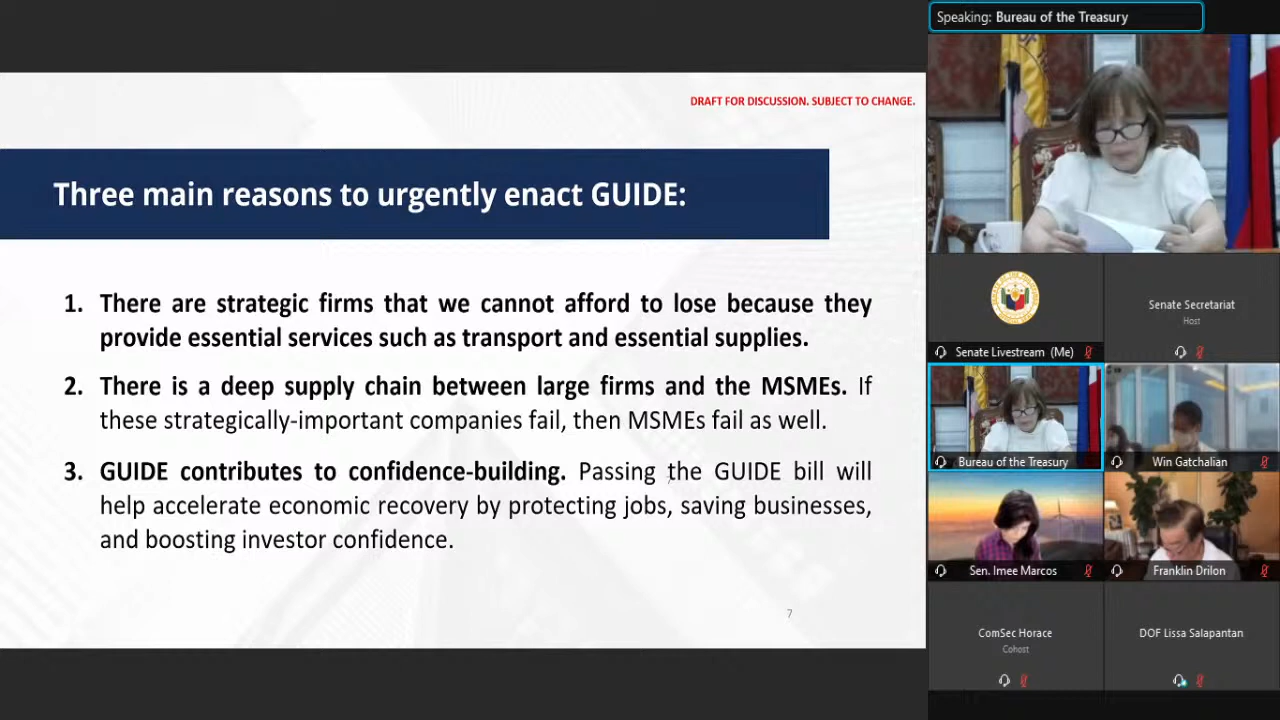 Speaking: Bureau of the Treasury
DRAFT FOR DISCUSSION. SUBJECT TO CHANGE.
Three main reasons to urgently enact GUIDE:
1. There are strategic firms that we cannot afford to lose because they
provide essential services such as transport and essential supplies.
2. There is a deep supply chain between large firms and the MSMEs. If
these strategically-important companies fail, then MSMEs fail as well.
3. GUIDE contributes to confidence-building. Passing the GUIDE bill will
help accelerate economic recovery by protecting jobs, saving businesses,
and boosting investor confidence.
7
Senate Livestream (Me)
Senate Secretariat
Host
Bureau of the Treasury
Win Gatchalian
Sen. Imee Marcos
Franklin Drilon
ComSec Horace
Cohost
DOF Lissa Salapantan